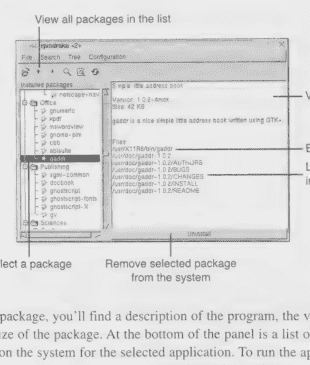 View all packages in the list
rpmdrake <2>
File Search Tree Configuration
Installed packages
netscape-nav
Office
gnumeric
xpdf
mswordview
gnome-pim
cbb
abisuite
gaddr
Publishing
sgml-common
docbook
ghostscript
ghostscript-fonts
ghostscript-X
gv
Sciences
Simple little address book
Version: 1.0.2-4mdk
Size: 42 KB
gaddr is a nice simple little address book written using GTK+.
Files:
/usr/X11R6/bin/gaddr
/usr/doc/gaddr-1.0.2
/usr/doc/gaddr-1.0.2/AUTHORS
/usr/doc/gaddr-1.0.2/BUGS
/usr/doc/gaddr-1.0.2/CHANGES
/usr/doc/gaddr-1.0.2/INSTALL
/usr/doc/gaddr-1.0.2/README
Uninstall
lect a package
Remove selected package
from the system
package, you'll find a description of the program, the v
ize of the package. At the bottom of the panel is a list o
on the system for the selected application. To run the ap